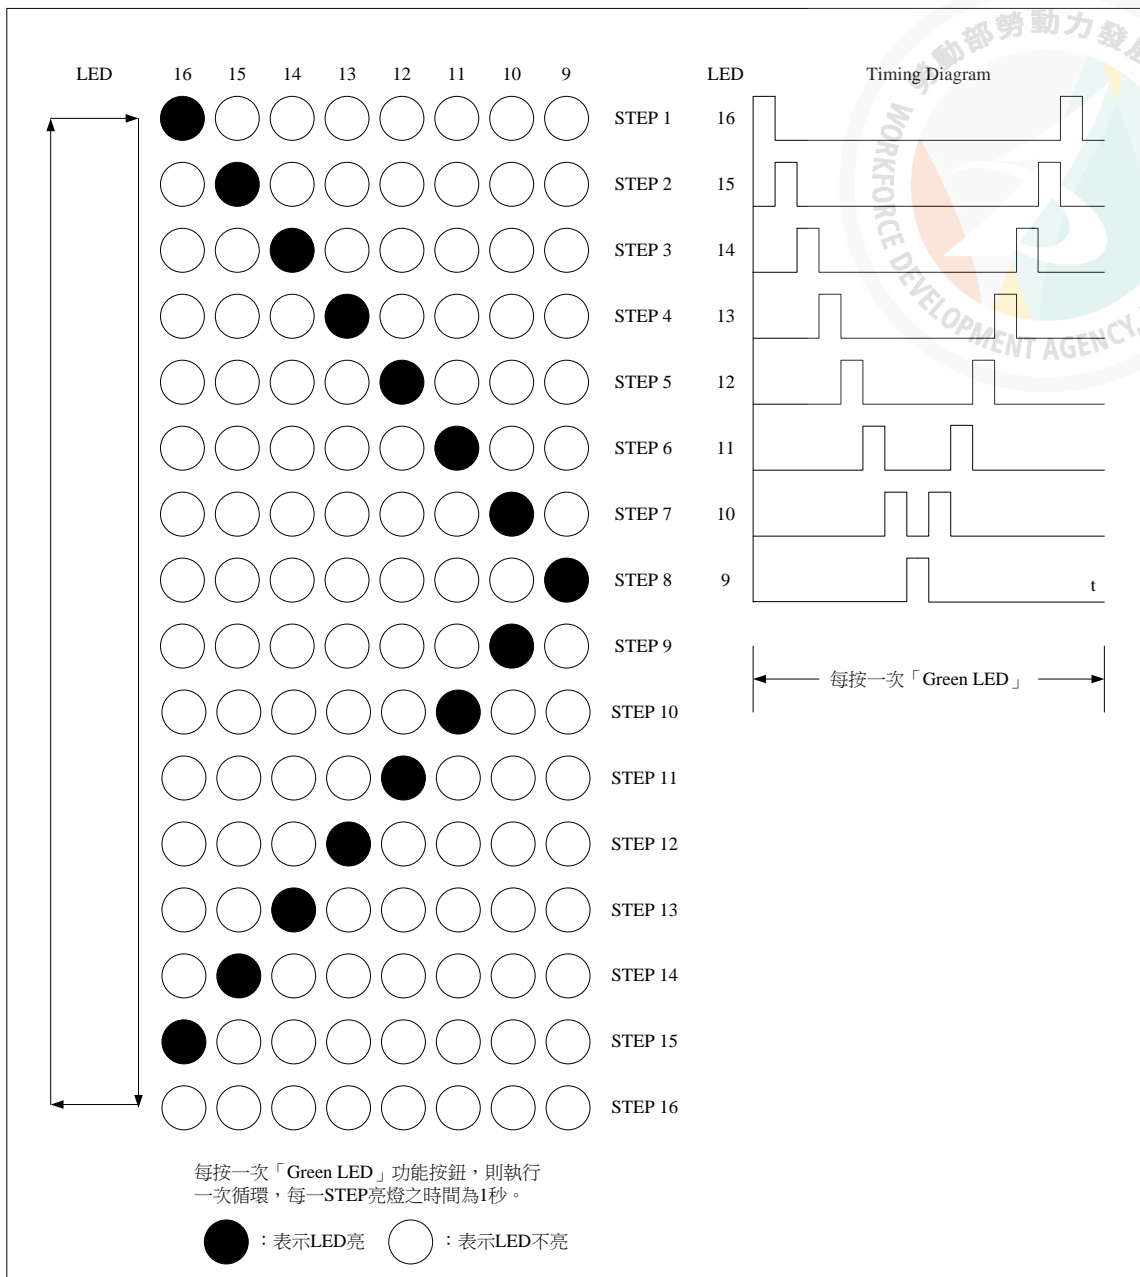 LED 16 15 14 13 12 11 10 9
STEP 1
STEP 2
STEP 3
STEP 4
STEP 5
STEP 6
STEP 7
STEP 8
STEP 9
STEP 10
STEP 11
STEP 12
STEP 13
STEP 14
STEP 15
STEP 16
每按一次「Green LED」功能按鈕，則執行
一次循環，每一STEP亮燈之時間為1秒。
：表示LED亮
：表示LED不亮
LED Timing Diagram
16
15
14
13
12
11
10
9
t
每按一次「Green LED」
勞動部勞動力發展
WORKFORCE DEVELOPMENT AGENCY,